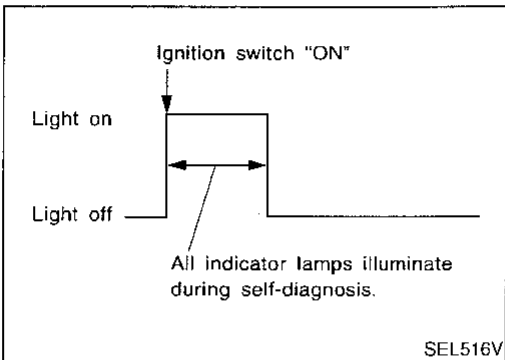 Ignition switch "ON"
Light on
Light off
All indicator lamps illuminate
during self-diagnosis.
SEL516V